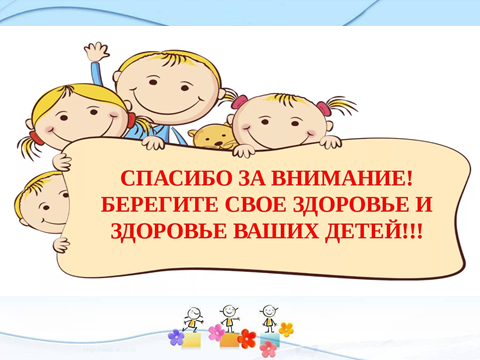 СПАСИБО ЗА ВНИМАНИЕ!
БЕРЕГИТЕ СВОЕ ЗДОРОВЬЕ И
ЗДОРОВЬЕ ВАШИХ ДЕТЕЙ!!!